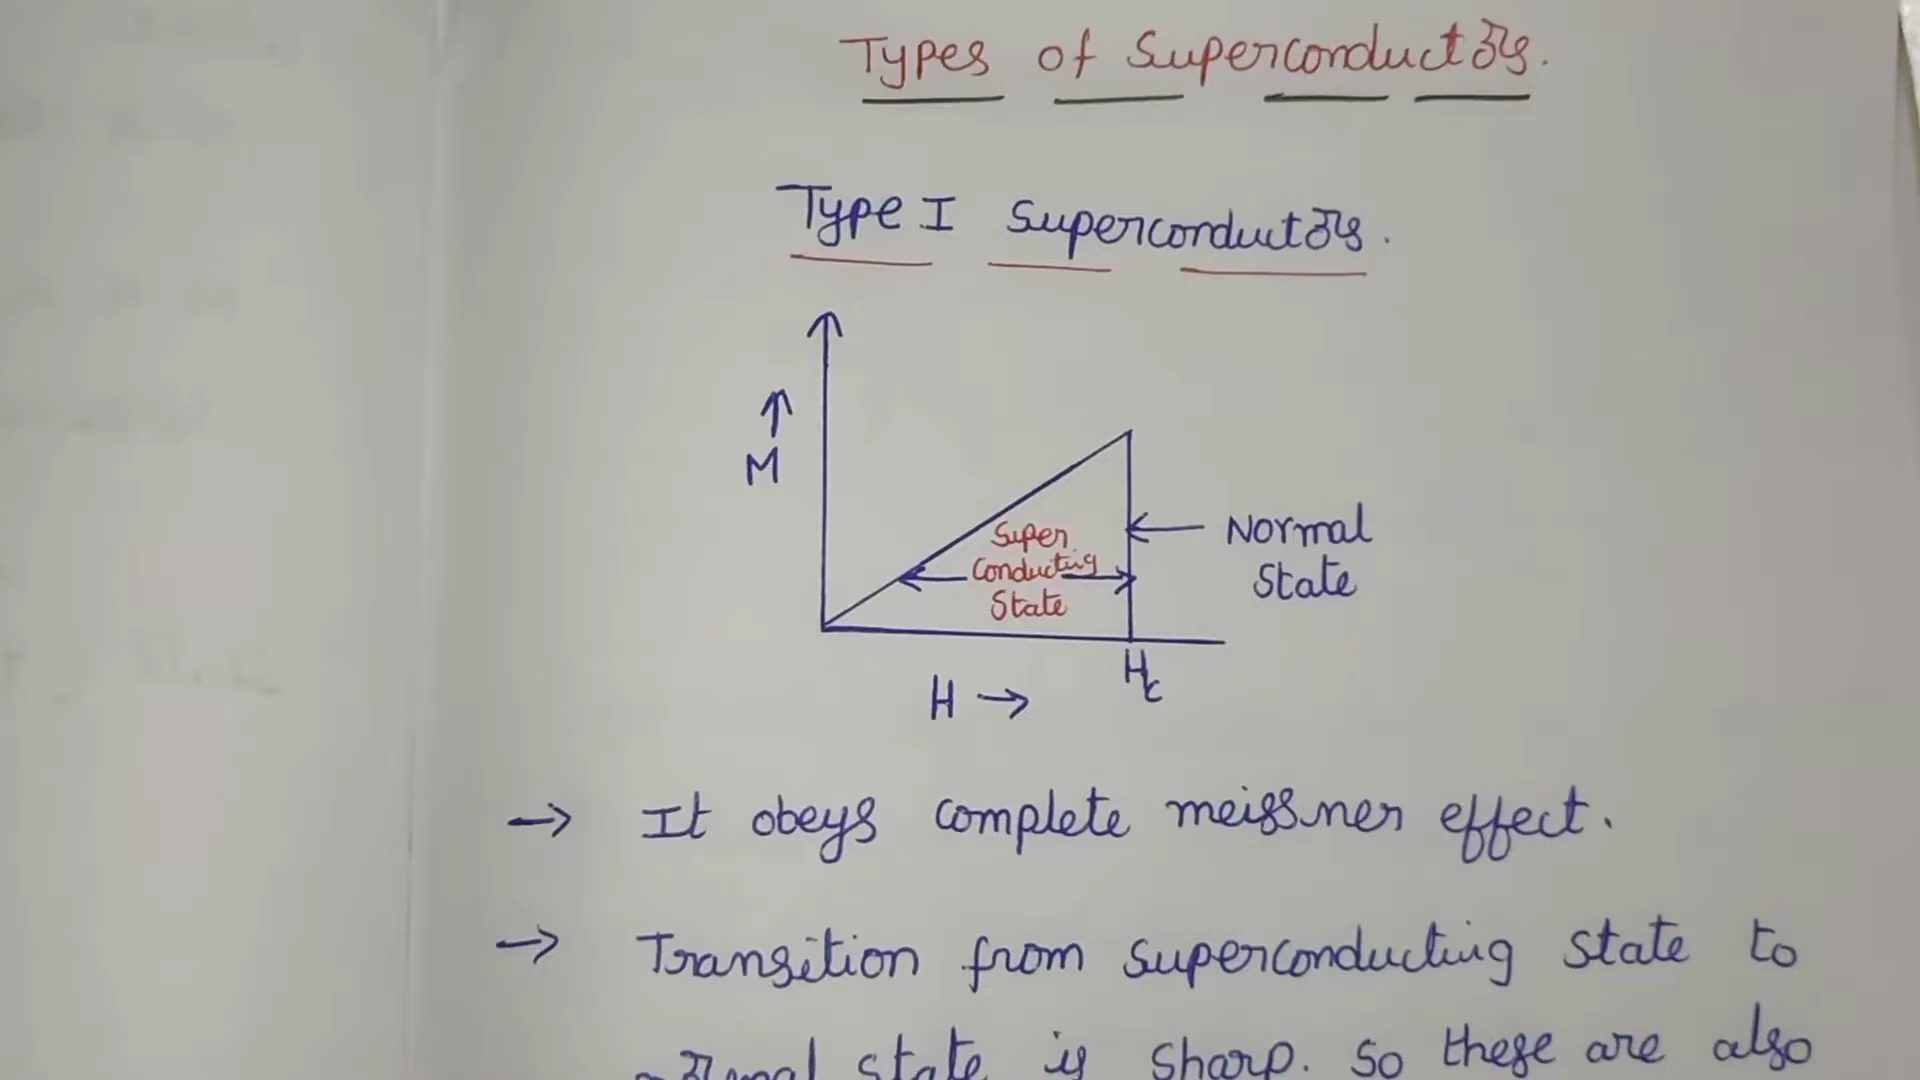 Types of Superconductors.
Type I Superconductors.
↑
M
Super
Conducting
State
Normal
State
H →
Hc
→ It obeys complete meissner effect.
→ Transition from superconducting state to
normal state is sharp. So these are also